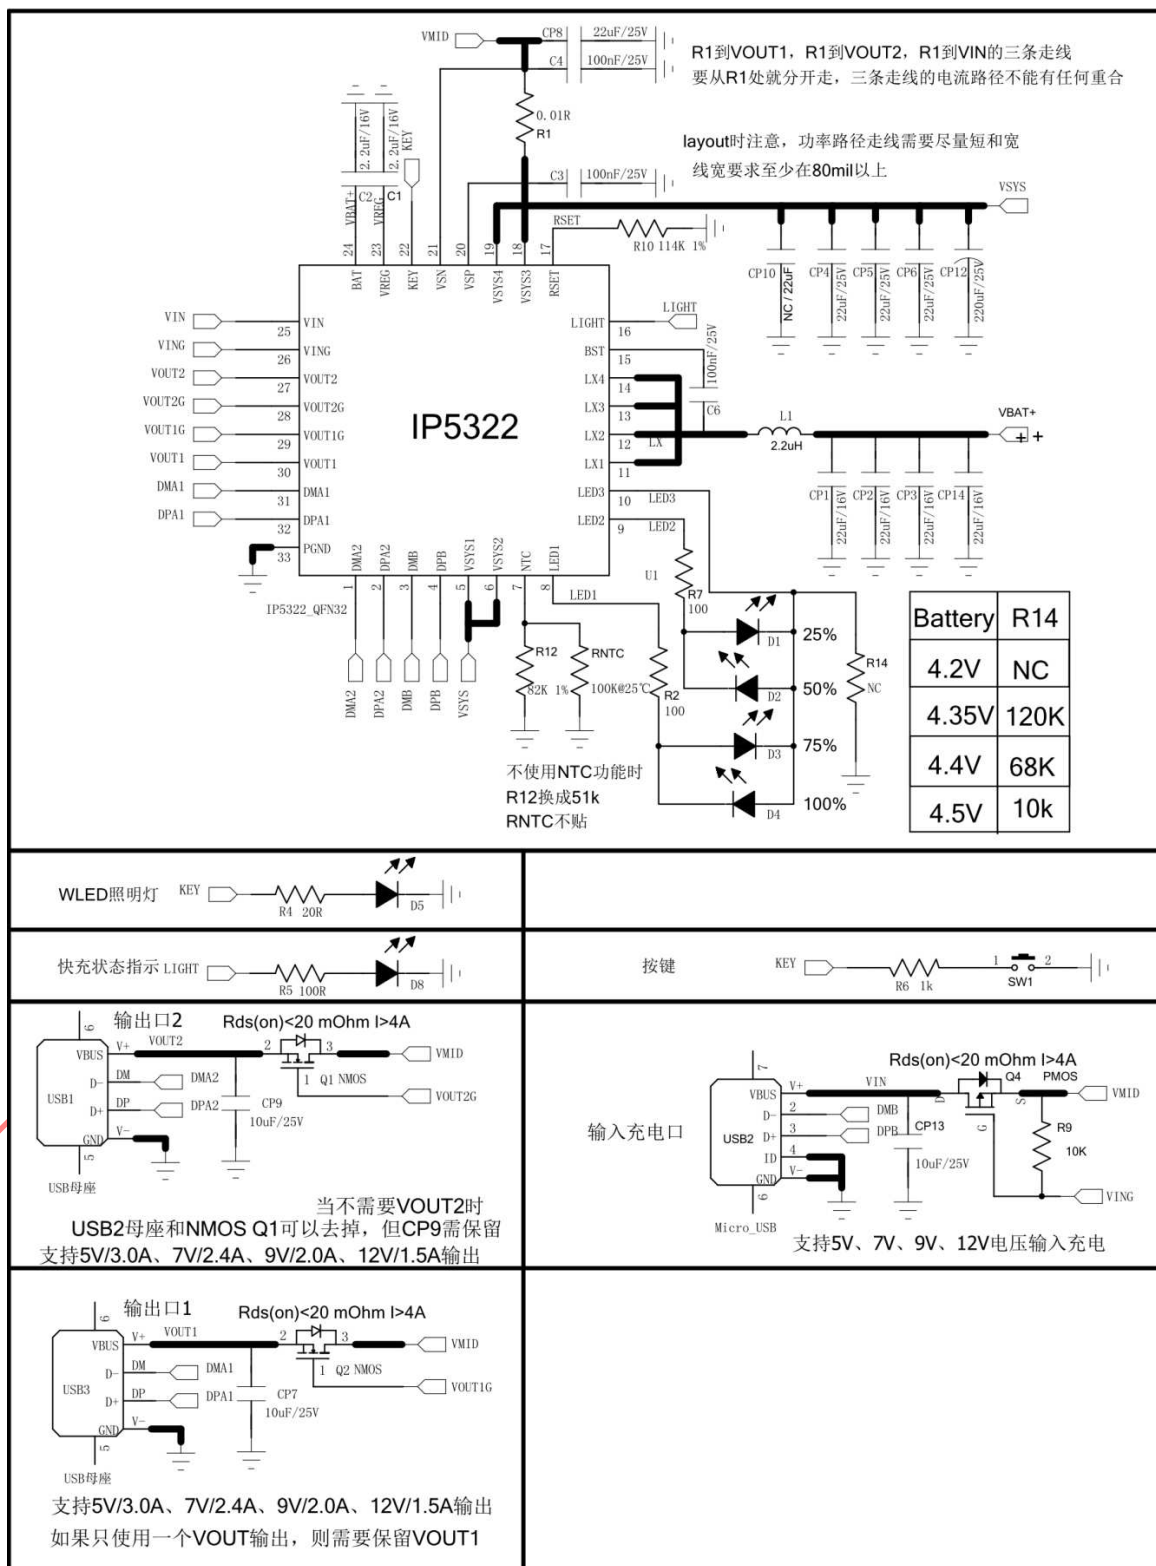 VMID
CP8
22uF/25V
C4
100nF/25V
R1到VOUT1，R1到VOUT2，R1到VIN的三条走线
要从R1处就分开走，三条走线的电流路径不能有任何重合
0.01R
R1
layout时注意，功率路径走线需要尽量短和宽
线宽要求至少在80mil以上
2.2uF/16V
2.2uF/16V
KEY
C2
C1
VBAT+
VREG
C3
100nF/25V
VSYS
RSET
R10 114K 1%
24
23
22
21
20
19
18
17
BAT
VREG
KEY
VSN
VSP
VSYS4
VSYS3
RSET
CP10
NC / 22uF
CP4
22uF/25V
CP5
22uF/25V
CP6
22uF/25V
CP12
220uF/25V
VIN
25
VIN
VING
26
VING
VOUT2
27
VOUT2
VOUT2G
28
VOUT2G
VOUT1G
29
VOUT1G
VOUT1
30
VOUT1
DMA1
31
DMA1
DPA1
32
DPA1
33
PGND
IP5322
LIGHT
16
LIGHT
BST
15
LX4
14
LX3
13
LX2
12
LX1
11
LED3
10
LED3
LED2
9
LED2
100nF/25V
C6
LX
L1
2.2uH
VBAT+
+ +
CP1
22uF/16V
CP2
22uF/16V
CP3
22uF/16V
CP14
22uF/16V
DMA2
DPA2
DMB
DPB
VSYS1
VSYS2
NTC
LED1
1
2
3
4
5
6
7
8
IP5322_QFN32
LED1
U1
DMA2
DPA2
DMB
DPB
VSYS
R12
82K 1%
RNTC
100K@25℃
R2
100
R7
100
D1
25%
D2
50%
D3
75%
D4
100%
R14
NC
不使用NTC功能时
R12换成51k
RNTC不贴
Battery R14
4.2V NC
4.35V 120K
4.4V 68K
4.5V 10k
WLED照明灯
KEY
R4 20R
D5
快充状态指示 LIGHT
R5 100R
D8
按键
KEY
R6 1k
1
2
SW1
输出口2
Rds(on)<20 mOhm I>4A
6
VBUS
V+
VOUT2
2
3
VMID
D-
DM
DMA2
1
Q1 NMOS
USB1
D+
DP
DPA2
CP9
10uF/25V
VOUT2G
GND
V-
5
USB母座
当不需要VOUT2时
USB2母座和NMOS Q1可以去掉，但CP9需保留
支持5V/3.0A、7V/2.4A、9V/2.0A、12V/1.5A输出
输入充电口
Rds(on)<20 mOhm I>4A
7
VBUS
V+
VIN
D
Q4
PMOS
S
G
VMID
D-
2
DMB
USB2
D+
3
DPB
CP13
10uF/25V
ID
4
GND
V-
6
R9
10K
VING
Micro_USB
支持5V、7V、9V、12V电压输入充电
输出口1
Rds(on)<20 mOhm I>4A
6
VBUS
V+
VOUT1
2
3
VMID
D-
DM
DMA1
1
Q2 NMOS
USB3
D+
DP
DPA1
CP7
10uF/25V
VOUT1G
GND
V-
5
USB母座
支持5V/3.0A、7V/2.4A、9V/2.0A、12V/1.5A输出
如果只使用一个VOUT输出，则需要保留VOUT1